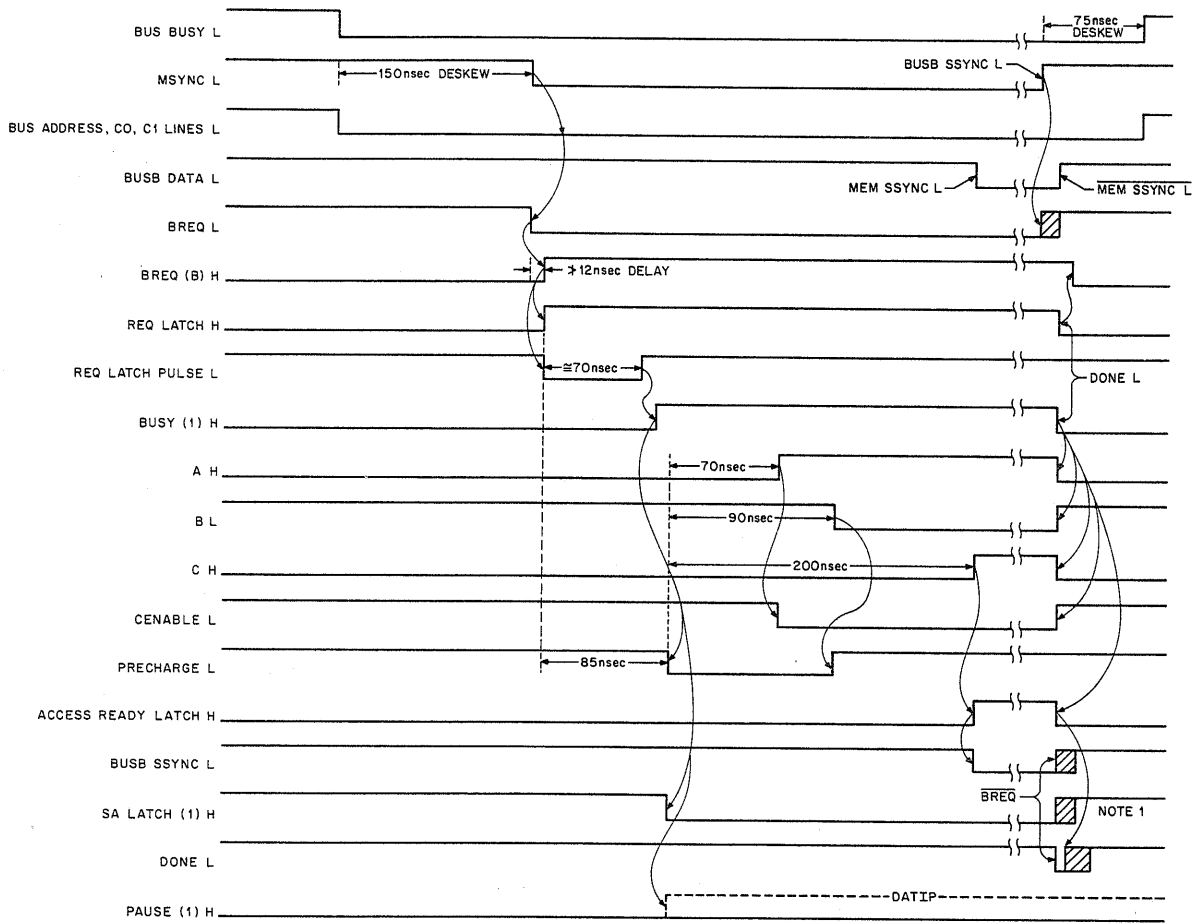 BUS BUSY L
75nsec
DESKEW
MSYNC L
150nsec DESKEW
BUSB SSYNC L
BUS ADDRESS, CO, C1 LINES L
BUSB DATA L
MEM SSYNC L
MEM SSYNC L
BREQ L
BREQ (B) H
12nsec DELAY
REQ LATCH H
REQ LATCH PULSE L
≅70nsec
DONE L
BUSY (1) H
A H
70nsec
B L
90nsec
C H
200nsec
CENABLE L
PRECHARGE L
85nsec
ACCESS READY LATCH H
BUSB SSYNC L
BREQ
SA LATCH (1) H
NOTE 1
DONE L
DATIP
PAUSE (1) H